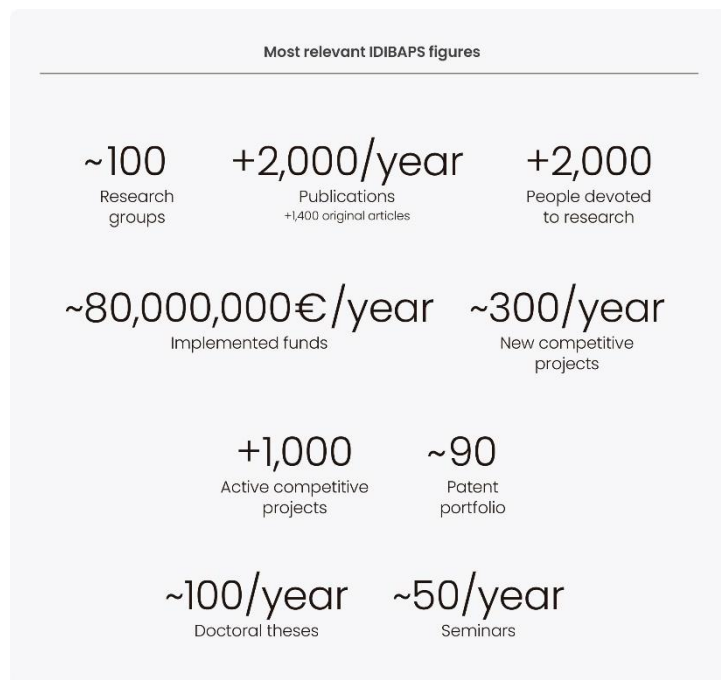 Most relevant IDIBAPS figures
~100
Research
groups
+2,000/year
Publications
+1,400 original articles
+2,000
People devoted
to research
~80,000,000€/year
Implemented funds
~300/year
New competitive
projects
+1,000
Active competitive
projects
~90
Patent
portfolio
~100/year
Doctoral theses
~50/year
Seminars